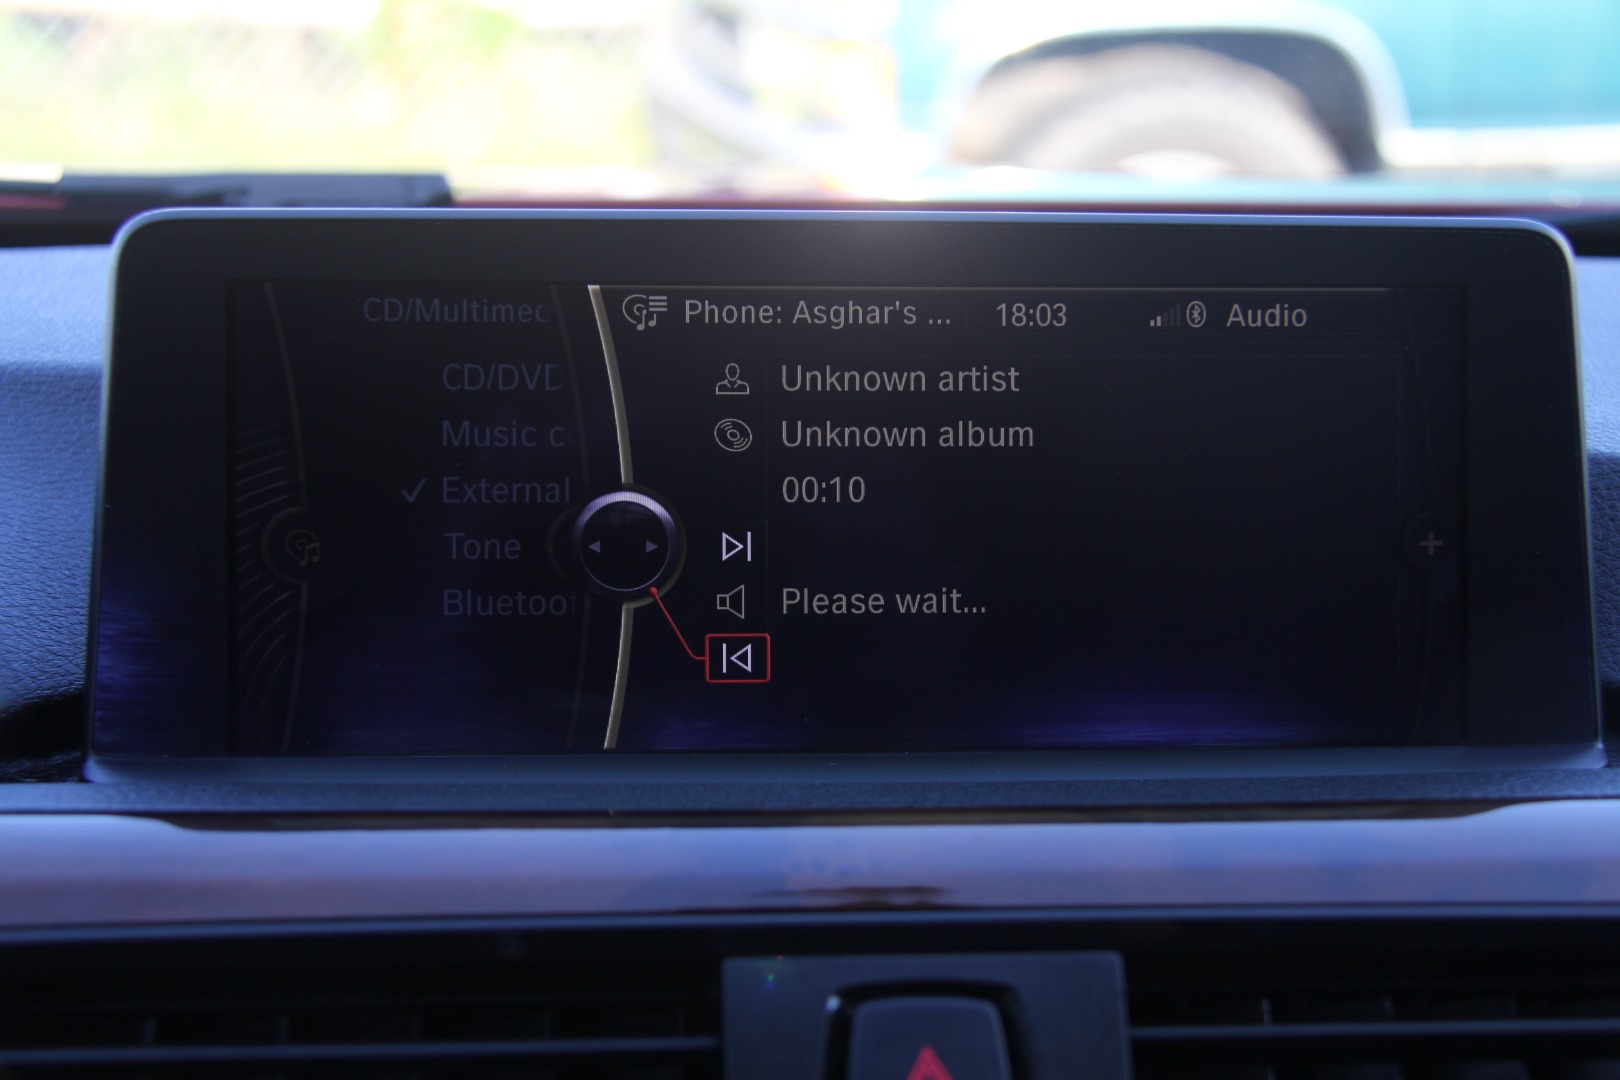 CD/Multimed
CD/DVD
Music c
✓ External
Tone
Bluetoot
Phone: Asghar's ... 18:03 Audio
Unknown artist
Unknown album
00:10
Please wait...